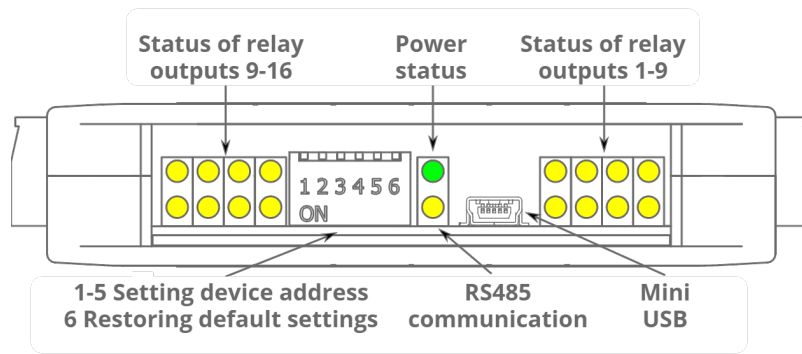 Status of relay
outputs 9-16
Power
status
Status of relay
outputs 1-9
1 2 3 4 5 6
ON
1-5 Setting device address
6 Restoring default settings
RS485
communication
Mini
USB